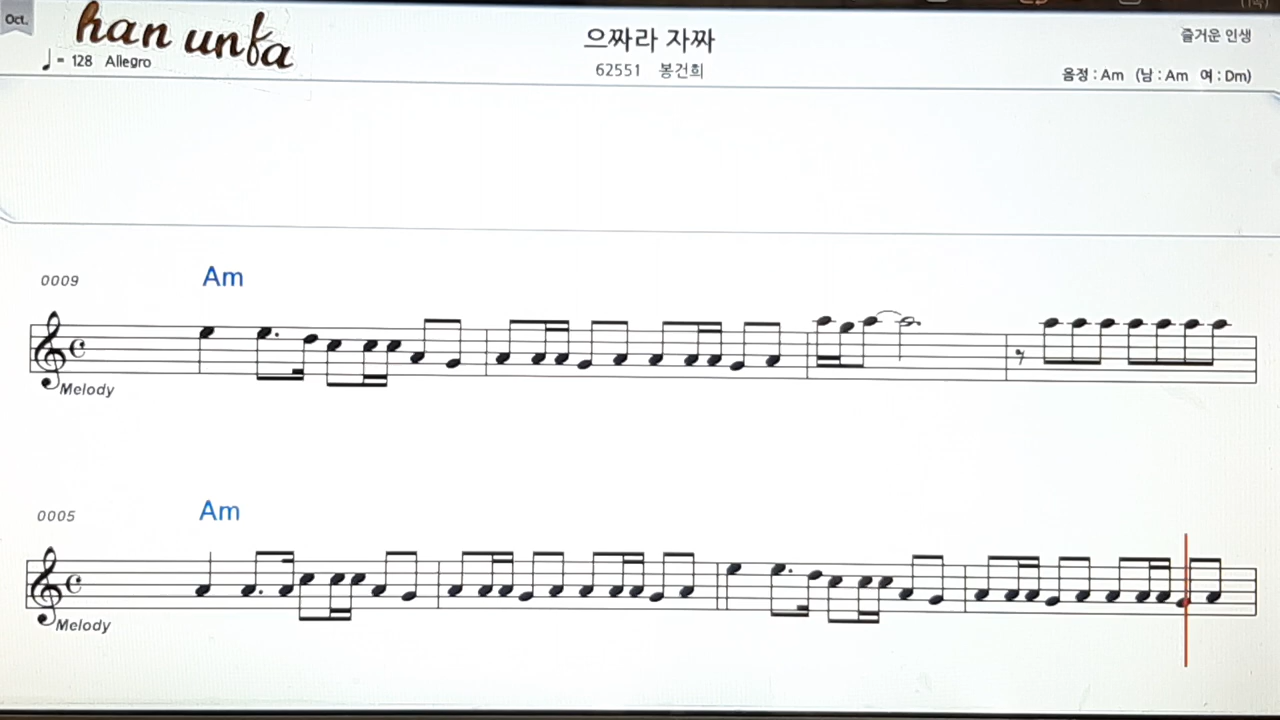 Oct.
han unfa
♩ = 128 Allegro
으짜라 자짜
62551 봉건희
즐거운 인생
음정 : Am (남 : Am 여 : Dm)
0009
Am
Melody
0005
Am
Melody